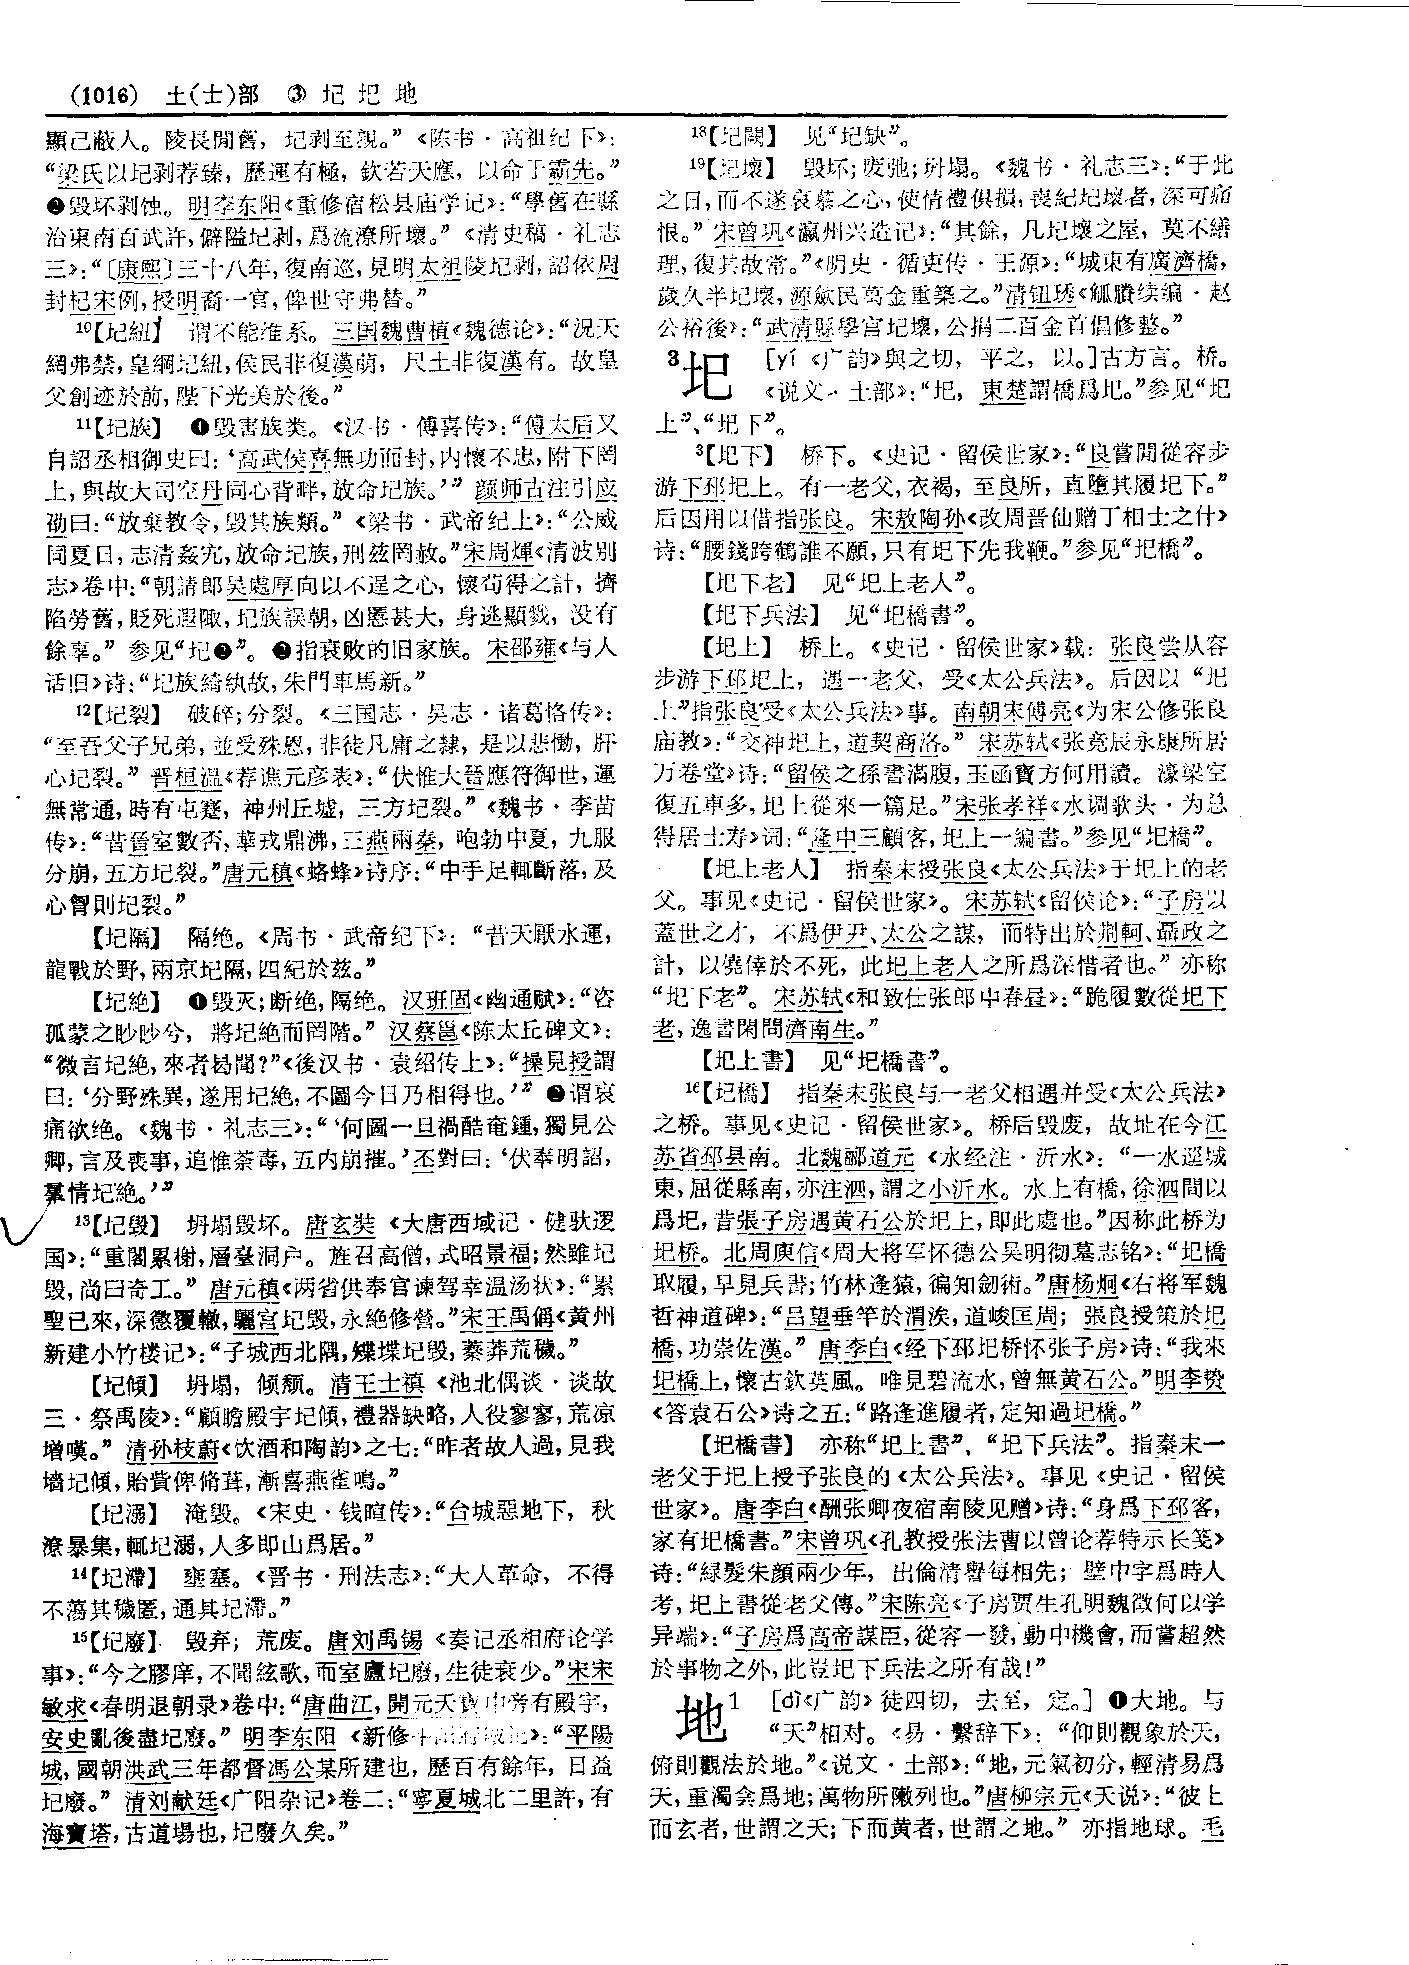 (1016) 土(士)部 ③ 圮 圯 地
顯己蔽人。陵長閒舊，圮剥至親。”《陈书·高祖纪下》：
“梁氏以圮剥荐臻，歷運有極，欽若天應，以命于霸先。”
❷毁坏剥蚀。明李东阳《重修宿松县庙学记》：“學舊在縣
治東南百武許，僻隘圮剥，爲流潦所壞。”《清史稿·礼志
三》：“〔康熙〕三十八年，復南巡，見明太祖陵圮剥，詔依周
封杞宋例，授明裔一官，俾世守弗替。”
10【圮紐】 谓不能维系。三国魏曹植《魏德论》：“況天
網弗禁，皇綱圮紐，侯民非復漢萌，尺土非復漢有。故皇
父創迹於前，陛下光美於後。”
11【圮族】 ❶毁害族类。《汉书·傅喜传》：“傅太后又
自詔丞相御史曰：‘高武侯喜無功而封，内懷不忠，附下罔
上，與故大司空丹同心背畔，放命圮族。’”颜师古注引应
劭曰：“放棄教令，毁其族類。”《梁书·武帝纪上》：“公威
同夏日，志清姦宄，放命圮族，刑兹罔赦。”宋周煇《清波别
志》卷中：“朝請郎吴處厚向以不逞之心，懷苟得之計，擠
陷勞舊，貶死遐陬，圮族誤朝，凶慝甚大，身逃顯戮，没有
餘辜。”参见“圮❷”。❷指衰败的旧家族。宋邵雍《与人
话旧》诗：“圮族綺紈故，朱門車馬新。”
12【圮裂】 破碎；分裂。《三国志·吴志·诸葛恪传》：
“至吾父子兄弟，並受殊恩，非徒凡庸之隸，是以悲慟，肝
心圮裂。”晋桓温《荐谯元彦表》：“伏惟大晉應符御世，運
無常通，時有屯蹇，神州丘墟，三方圮裂。”《魏书·李苗
传》：“昔晉室數否，華戎鼎沸，三燕兩秦，咆勃中夏，九服
分崩，五方圮裂。”唐元稹《蛒蜂》诗序：“中手足輒斷落，及
心胷則圮裂。”
【圮隔】 隔绝。《周书·武帝纪下》：“昔天厭水運，
龍戰於野，兩京圮隔，四紀於兹。”
【圮絶】 ❶毁灭；断绝，隔绝。汉班固《幽通赋》：“咨
孤蒙之眇眇兮，將圮絶而罔階。”汉蔡邕《陈太丘碑文》：
“微言圮絶，來者曷聞？”《後汉书·袁绍传上》：“操見授謂
曰：‘分野殊異，遂用圮絶，不圖今日乃相得也。’”❷谓哀
痛欲绝。《魏书·礼志三》：“‘何圖一旦禍酷奄鍾，獨見公
卿，言及喪事，追惟荼毒，五内崩摧。’丕對曰：‘伏奉明詔，
羣情圮絶。’”
13【圮毁】 坍塌毁坏。唐玄奘《大唐西域记·健驮逻
国》：“重閣累榭，層臺洞户。旌召高僧，式昭景福；然雖圮
毁，尚曰奇工。”唐元稹《两省供奉官谏驾幸温汤状》：“累
聖已來，深懲覆轍，驪宫圮毁，永絶修營。”宋王禹偁《黄州
新建小竹楼记》：“子城西北隅，雉堞圮毁，蓁莽荒穢。”
【圮傾】 坍塌，倾颓。清王士禛《池北偶谈·谈故
三·祭禹陵》：“顧瞻殿宇圮傾，禮器缺略，人役寥寥，荒凉
增嘆。”清孙枝蔚《饮酒和陶韵》之七：“昨者故人過，見我
墙圮傾，貽貲俾脩葺，漸喜燕雀鳴。”
【圮溺】 淹毁。《宋史·钱暄传》：“台城惡地下，秋
潦暴集，輒圮溺，人多即山爲居。”
14【圮滯】 壅塞。《晋书·刑法志》：“大人革命，不得
不蕩其穢匿，通其圮滯。”
15【圮廢】 毁弃；荒废。唐刘禹锡《奏记丞相府论学
事》：“今之膠庠，不聞絃歌，而室廬圮廢，生徒衰少。”宋宋
敏求《春明退朝录》卷中：“唐曲江，開元天寶中旁有殿宇，
安史亂後盡圮廢。”明李东阳《新修 》：“平陽
城，國朝洪武三年都督馮公某所建也，歷百有餘年，日益
圮廢。”清刘献廷《广阳杂记》卷二：“寧夏城北二里許，有
海寶塔，古道場也，圮廢久矣。”
18【圮闕】 见“圮缺”。
19【圮壞】 毁坏；废弛；坍塌。《魏书·礼志三》：“于此
之日，而不遂哀慕之心，使情禮俱損，喪紀圮壞者，深可痛
恨。”宋曾巩《瀛州兴造记》：“其餘，凡圮壞之屋，莫不繕
理，復其故常。”《明史·循吏传·王源》：“城東有廣濟橋，
歲久半圮壞，源斂民萬金重築之。”清钮琇《觚賸续编·赵
公裕後》：“武清縣學宫圮壞，公捐二百金首倡修整。”
3圯 ［yí《广韵》與之切，平之，以。］古方言。桥。
《说文·土部》：“圯，東楚謂橋爲圯。”参见“圯
上”、“圯下”。
3【圯下】 桥下。《史记·留侯世家》：“良嘗閒從容步
游下邳圯上。有一老父，衣褐，至良所，直墮其履圯下。”
后因用以借指张良。宋敖陶孙《改周晋仙赠丁相士之什》
诗：“腰錢跨鶴誰不願，只有圯下先我鞭。”参见“圯橋”。
【圯下老】 见“圯上老人”。
【圯下兵法】 见“圯橋書”。
【圯上】 桥上。《史记·留侯世家》载：张良尝从容
步游下邳圯上，遇一老父，受《太公兵法》。后因以“圯
上”指张良受《太公兵法》事。南朝宋傅亮《为宋公修张良
庙教》：“交神圯上，道契商洛。”宋苏轼《张竞辰永康所居
万卷堂》诗：“留侯之孫書滿腹，玉函寶方何用讀。濠梁空
復五車多，圯上從來一篇足。”宋张孝祥《水调歌头·为总
得居士寿》词：“隆中三顧客，圯上一編書。”参见“圯橋”。
【圯上老人】 指秦末授张良《太公兵法》于圯上的老
父。事见《史记·留侯世家》。宋苏轼《留侯论》：“子房以
蓋世之才，不爲伊尹、太公之謀，而特出於荆軻、聶政之
計，以僥倖於不死，此圯上老人之所爲深惜者也。”亦称
“圯下老”。宋苏轼《和致仕张郎中春昼》：“跪履數從圯下
老，逸書閑問濟南生。”
【圯上書】 见“圯橋書”。
16【圯橋】 指秦末张良与一老父相遇并受《太公兵法》
之桥。事见《史记·留侯世家》。桥后毁废，故址在今江
苏省邳县南。北魏郦道元《水经注·沂水》：“一水逕城
東，屈從縣南，亦注泗，謂之小沂水。水上有橋，徐泗間以
爲圯，昔張子房遇黄石公於圯上，即此處也。”因称此桥为
圯桥。北周庾信《周大将军怀德公吴明彻墓志铭》：“圯橋
取履，早見兵書；竹林逢猿，徧知劒術。”唐杨炯《右将军魏
哲神道碑》：“吕望垂竿於渭涘，道峻匡周；張良授策於圯
橋，功崇佐漢。”唐李白《经下邳圯桥怀张子房》诗：“我來
圯橋上，懷古欽英風。唯見碧流水，曾無黄石公。”明李贽
《答袁石公》诗之五：“路逢進履者，定知過圯橋。”
【圯橋書】 亦称“圯上書”、“圯下兵法”。指秦末一
老父于圯上授予张良的《太公兵法》。事见《史记·留侯
世家》。唐李白《酬张卿夜宿南陵见赠》诗：“身爲下邳客，
家有圯橋書。”宋曾巩《孔教授张法曹以曾论荐特示长笺》
诗：“緑髮朱顔兩少年，出倫清譽每相先；壁中字爲時人
考，圯上書從老父傳。”宋陈亮《子房贾生孔明魏徵何以学
异端》：“子房爲高帝謀臣，從容一發，動中機會，而嘗超然
於事物之外，此豈圯下兵法之所有哉！”
地1 ［dì《广韵》徒四切，去至，定。］❶大地。与
“天”相对。《易·繫辞下》：“仰則觀象於天，
俯則觀法於地。”《说文·土部》：“地，元氣初分，輕清昜爲
天，重濁侌爲地；萬物所陳列也。”唐柳宗元《天说》：“彼上
而玄者，世謂之天；下而黄者，世謂之地。”亦指地球。毛